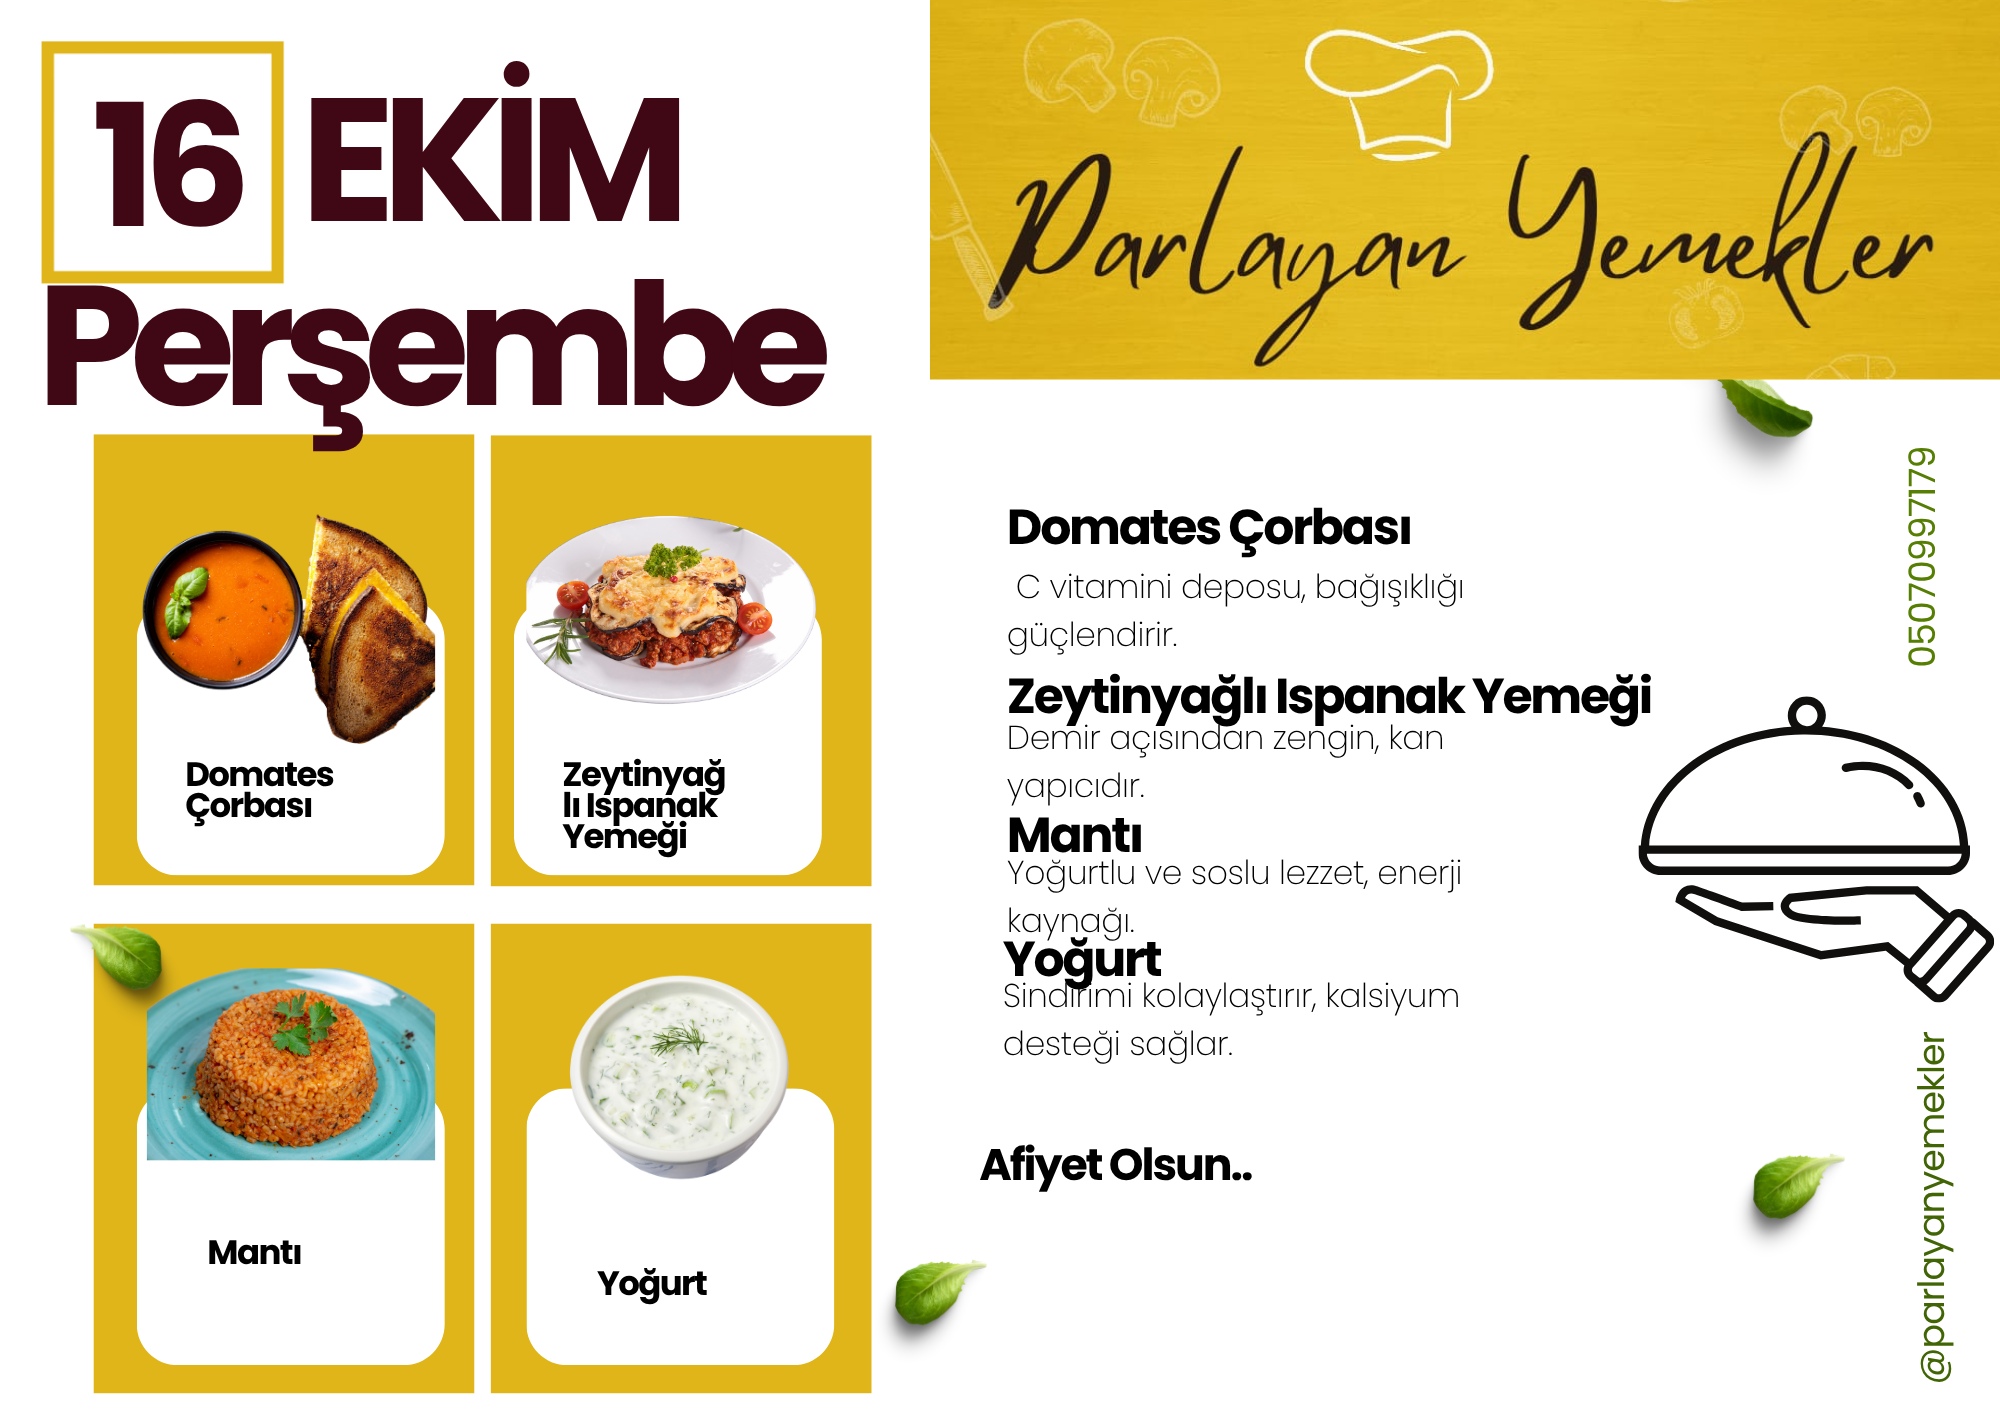 16 EKİM
Perşembe
Parlayan Yemekler
Domates
Çorbası
Zeytinyağ
lı Ispanak
Yemeği
Mantı
Yoğurt
Domates Çorbası
C vitamini deposu, bağışıklığı
güçlendirir.
Zeytinyağlı Ispanak Yemeği
Demir açısından zengin, kan
yapıcıdır.
Mantı
Yoğurtlu ve soslu lezzet, enerji
kaynağı.
Yoğurt
Sindirimi kolaylaştırır, kalsiyum
desteği sağlar.
Afiyet Olsun..
05070997179
@parlayanyemekler